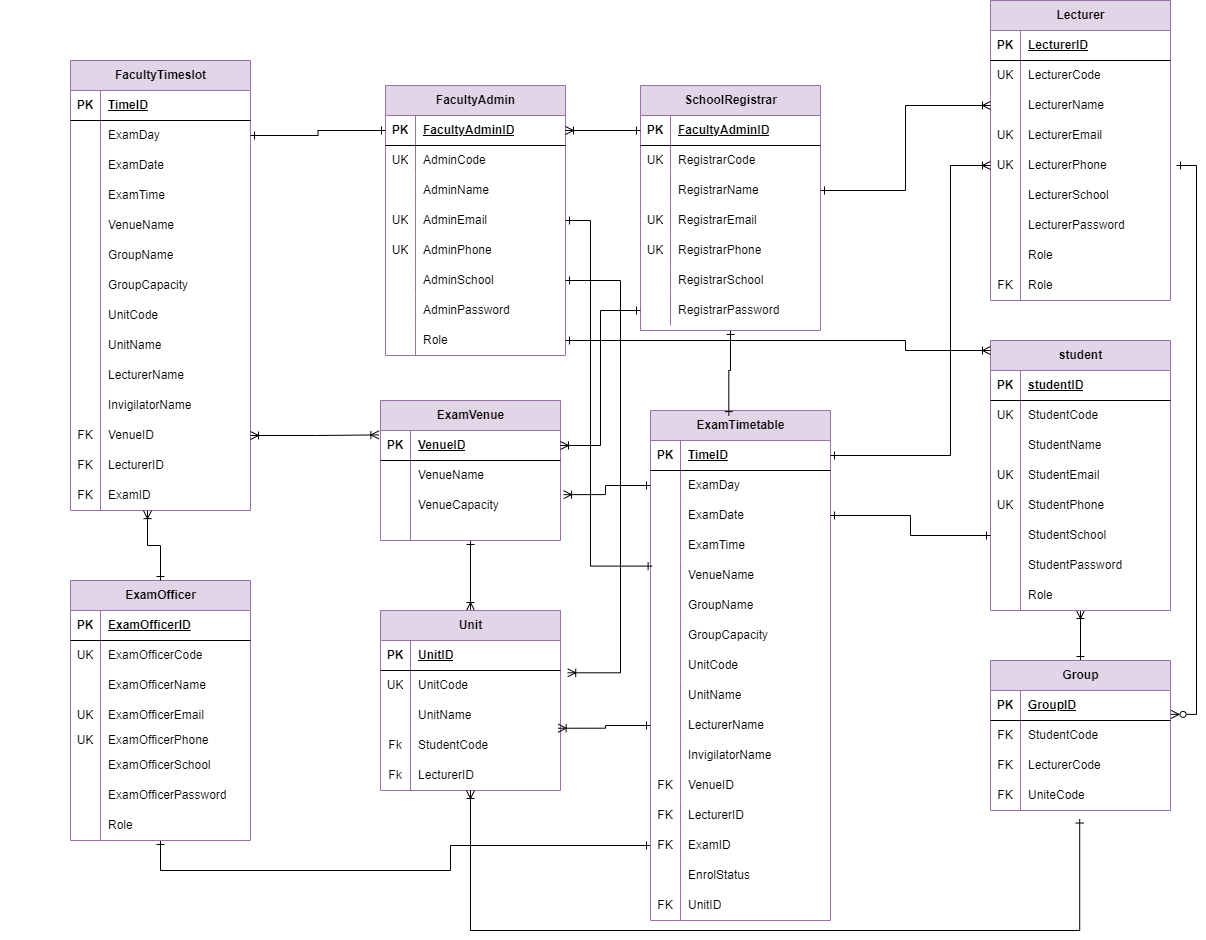 FacultyTimeslot
PK TimeID
ExamDay
ExamDate
ExamTime
VenueName
GroupName
GroupCapacity
UnitCode
UnitName
LecturerName
InvigilatorName
FK VenueID
FK LecturerID
FK ExamID
FacultyAdmin
PK FacultyAdminID
UK AdminCode
AdminName
UK AdminEmail
UK AdminPhone
AdminSchool
AdminPassword
Role
SchoolRegistrar
PK FacultyAdminID
UK RegistrarCode
RegistrarName
UK RegistrarEmail
UK RegistrarPhone
RegistrarSchool
RegistrarPassword
Lecturer
PK LecturerID
UK LecturerCode
LecturerName
UK LecturerEmail
UK LecturerPhone
LecturerSchool
LecturerPassword
Role
FK Role
student
PK studentID
UK StudentCode
StudentName
UK StudentEmail
UK StudentPhone
StudentSchool
StudentPassword
Role
ExamVenue
PK VenueID
VenueName
VenueCapacity
ExamTimetable
PK TimeID
ExamDay
ExamDate
ExamTime
VenueName
GroupName
GroupCapacity
UnitCode
UnitName
LecturerName
InvigilatorName
FK VenueID
FK LecturerID
FK ExamID
EnrolStatus
FK UnitID
ExamOfficer
PK ExamOfficerID
UK ExamOfficerCode
ExamOfficerName
UK ExamOfficerEmail
UK ExamOfficerPhone
ExamOfficerSchool
ExamOfficerPassword
Role
Unit
PK UnitID
UK UnitCode
UnitName
Fk StudentCode
Fk LecturerID
Group
PK GroupID
FK StudentCode
FK LecturerCode
FK UniteCode